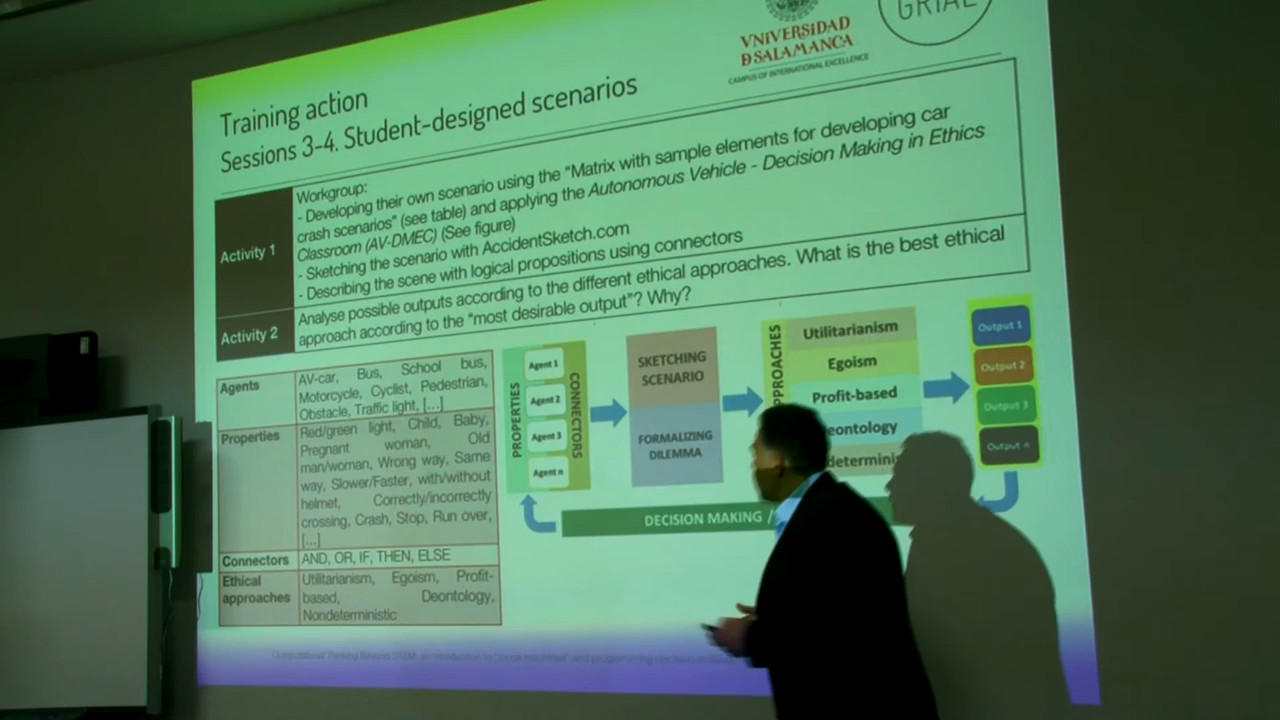 VNiVERSiDAD
D SALAMANCA
CAMPUS OF INTERNATIONAL EXCELLENCE
GRIAL
Training action
Sessions 3-4. Student-designed scenarios
Activity 1
Workgroup:
- Developing their own scenario using the "Matrix with sample elements for developing car
crash scenarios" (see table) and applying the Autonomous Vehicle - Decision Making in Ethics
Classroom (AV-DMEC) (See figure)
- Sketching the scenario with AccidentSketch.com
- Describing the scene with logical propositions using connectors
Activity 2
Analyse possible outputs according to the different ethical approaches. What is the best ethical
approach according to the "most desirable output"? Why?
Agents
AV-car, Bus, School bus,
Motorcycle, Cyclist, Pedestrian,
Obstacle, Traffic light, [...]
Properties
Red/green light, Child, Baby,
Pregnant woman, Old
man/woman, Wrong way, Same
way, Slower/Faster, with/without
helmet, Correctly/incorrectly
crossing, Crash, Stop, Run over,
[...]
Connectors
AND, OR, IF, THEN, ELSE
Ethical
approaches
Utilitarianism, Egoism, Profit-
based, Deontology,
Nondeterministic
PROPERTIES
Agent 1
Agent 2
Agent 3
Agent n
CONNECTORS
SKETCHING
SCENARIO
FORMALIZING
DILEMMA
PPROACHES
Utilitarianism
Egoism
Profit-based
eontology
determinis
Output 1
Output 2
Output 3
Output n
DECISION MAKING /